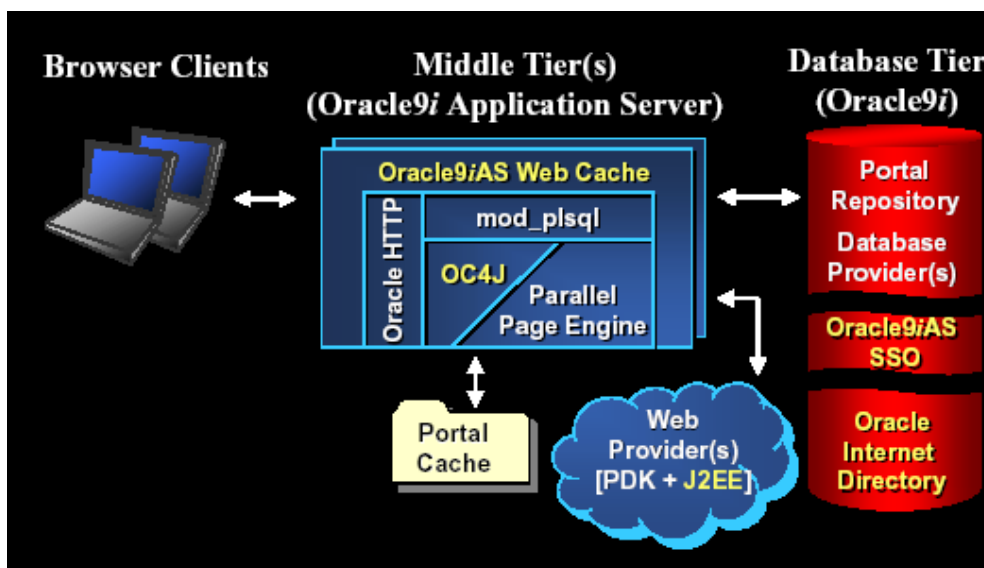 Browser Clients
Middle Tier(s)
(Oracle9i Application Server)
Database Tier
(Oracle9i)
Oracle9iAS Web Cache
Oracle HTTP
mod_plsql
OC4J
Parallel
Page Engine
Portal
Repository
Database
Provider(s)
Oracle9iAS
SSO
Oracle
Internet
Directory
Portal
Cache
Web
Provider(s)
[PDK + J2EE]